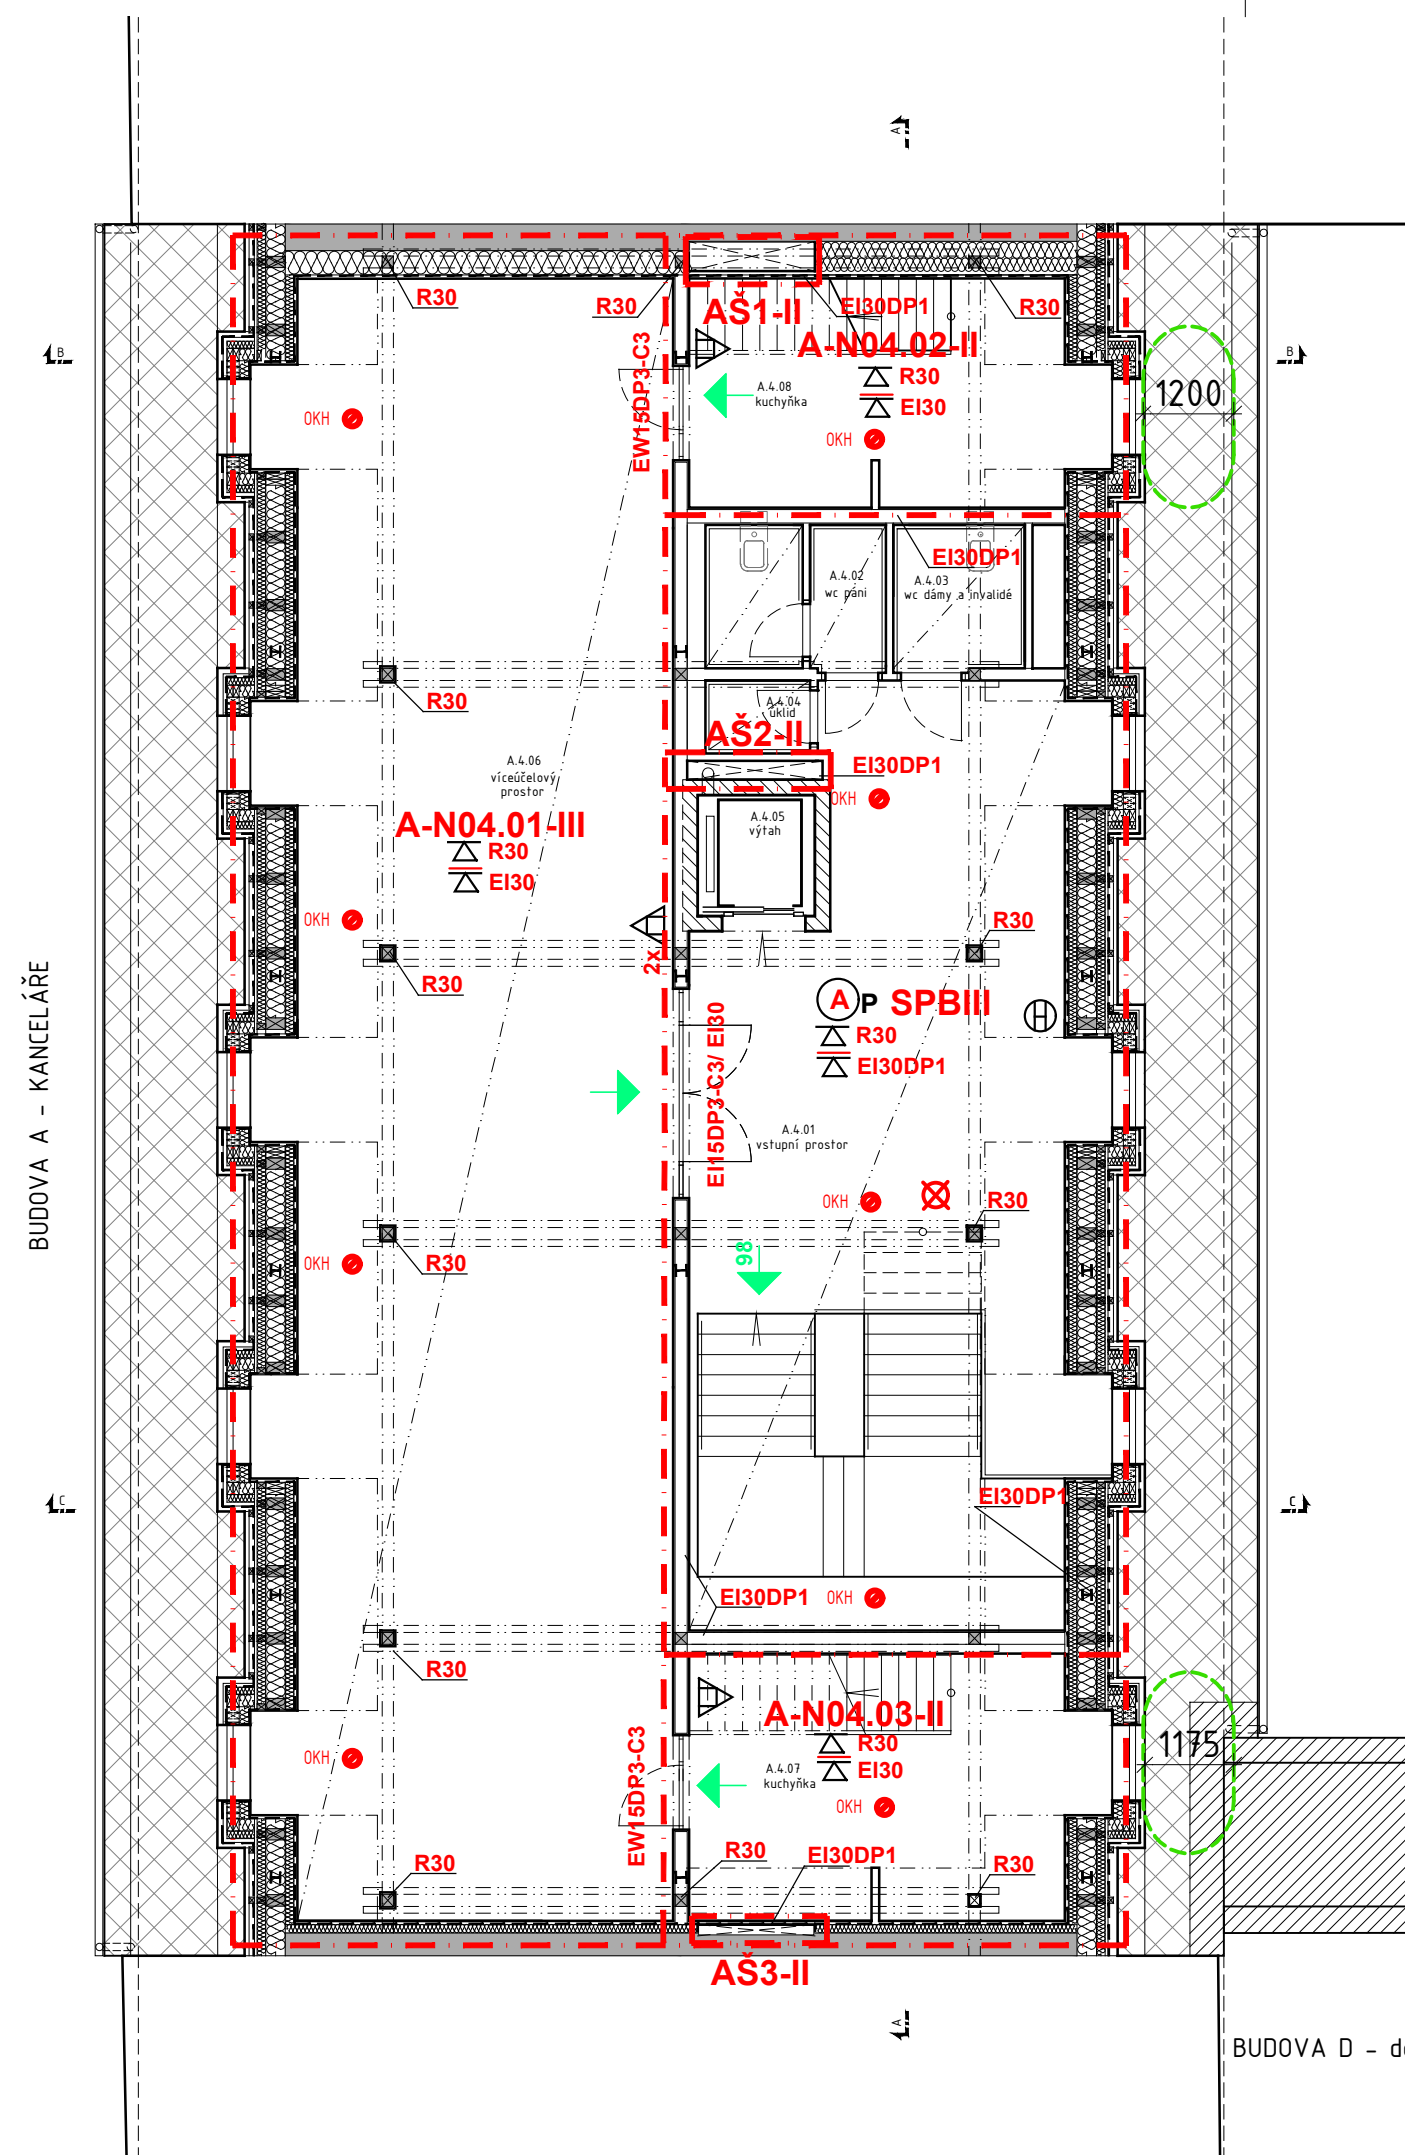 A
R30
R30
EI30DP1
R30
AŠ1-II
A-N04.02-II
B
B
EW15DP3-C3
A.4.08
kuchyňka
R30
EI30
1200
OKH
OKH
EI30DP1
A.4.02
wc páni
A.4.03
wc dámy a invalidé
R30
A.4.04
úklid
AŠ2-II
EI30DP1
A.4.06
víceúčelový
prostor
OKH
A.4.05
výtah
A-N04.01-III
R30
EI30
OKH
R30
2x
R30
BUDOVA A - KANCELÁŘE
A P SPBIII
H
R30
EI30DP1
EI15DP3-C3/ EI30
A.4.01
vstupní prostor
OKH
R30
98
OKH
R30
C
C
EI30DP1
EI30DP1
OKH
R30
A-N04.03-II
EW15DP3-C3
R30
EI30
A.4.07
kuchyňka
OKH
1175
OKH
R30
R30
EI30DP1
R30
AŠ3-II
A
BUDOVA D - d